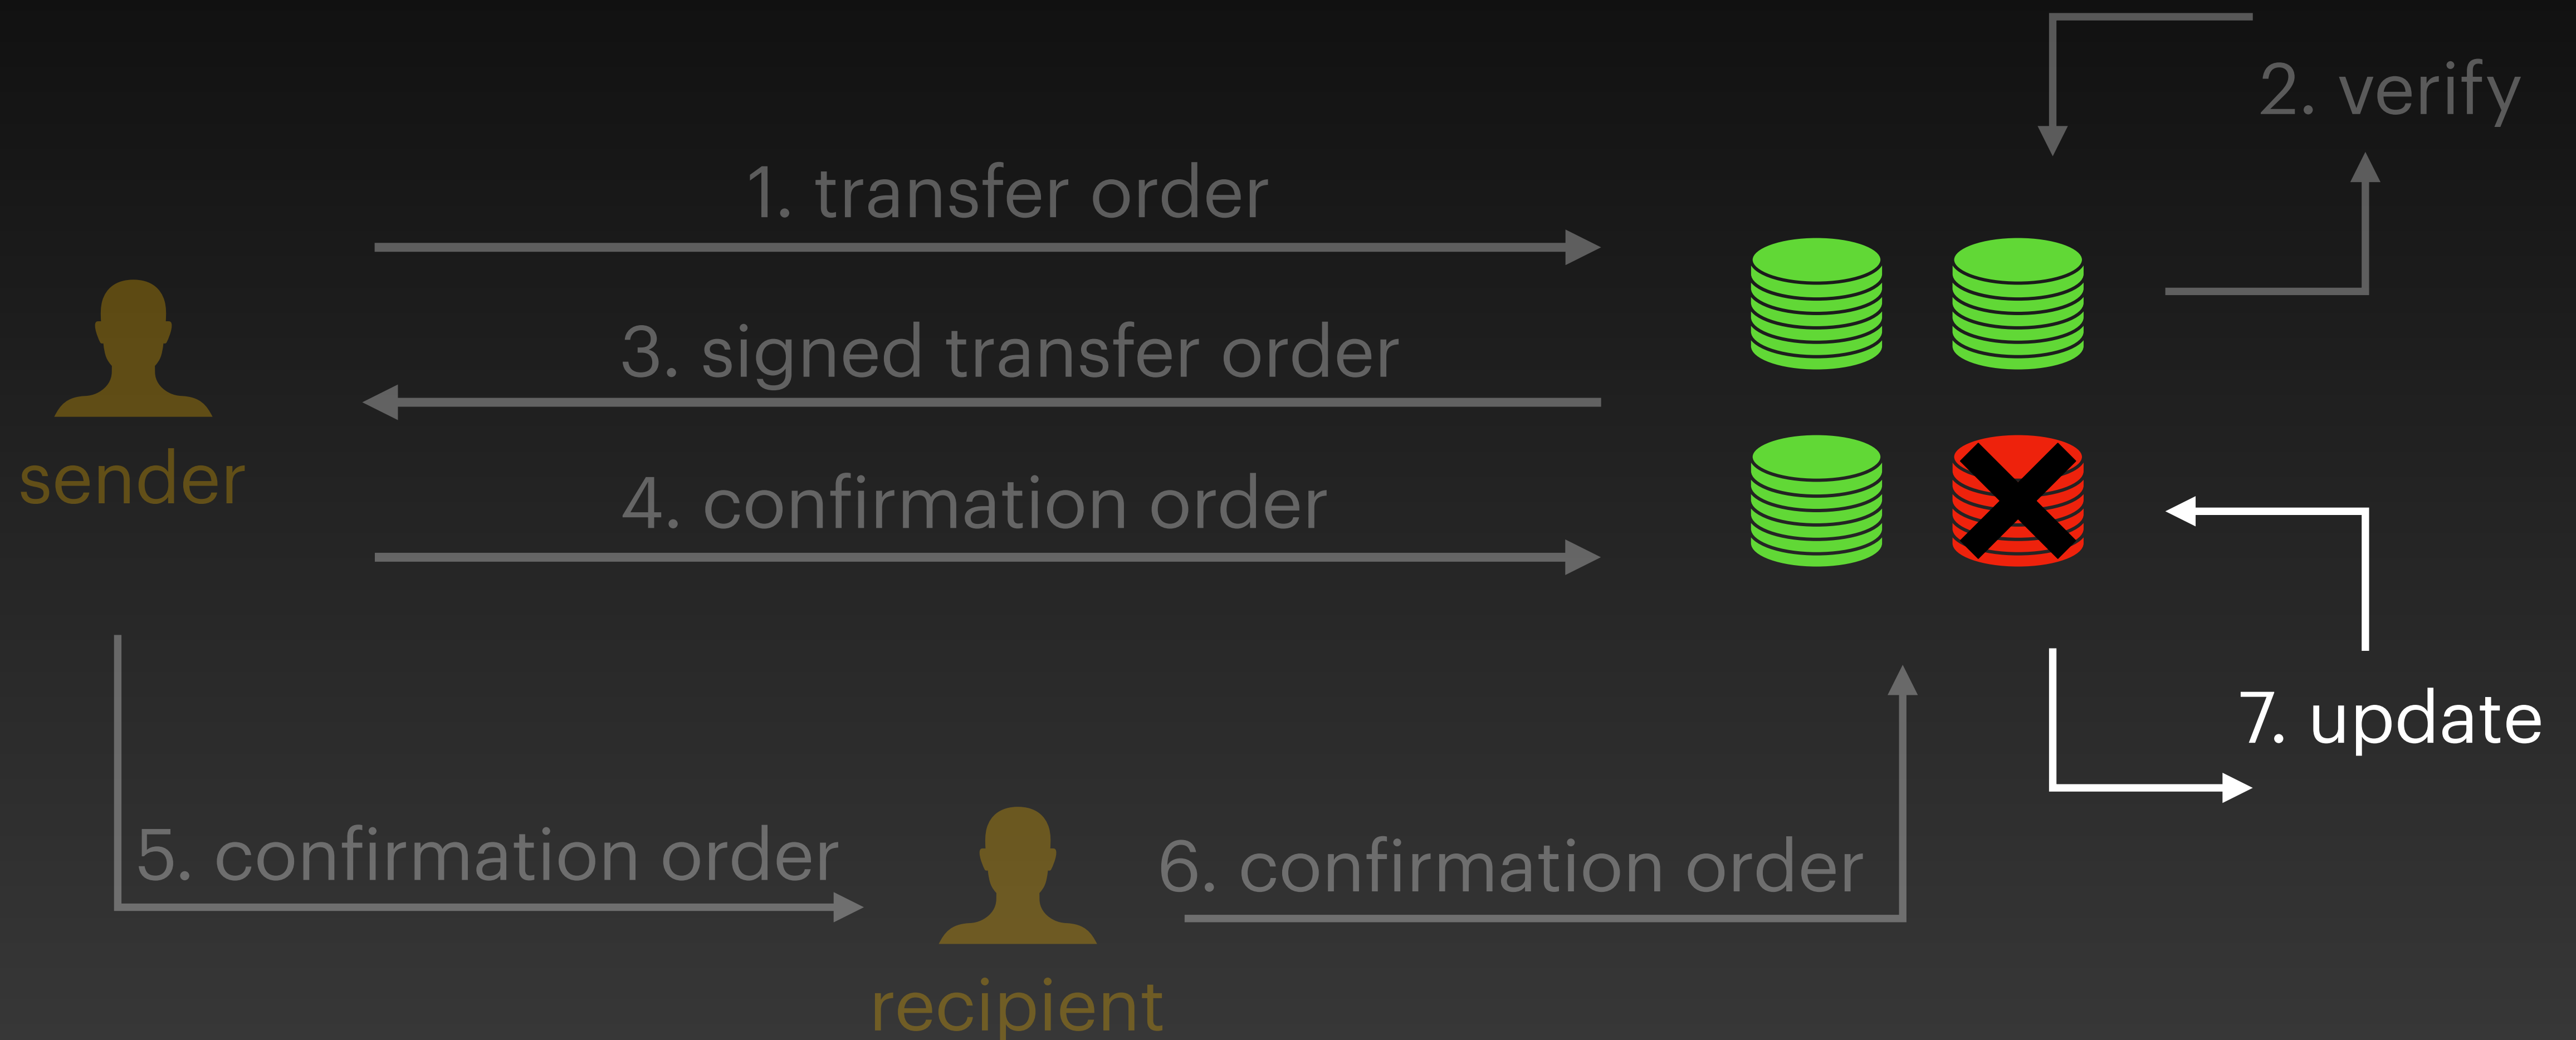 2. verify
1. transfer order
3. signed transfer order
sender
4. confirmation order
7. update
5. confirmation order
6. confirmation order
recipient